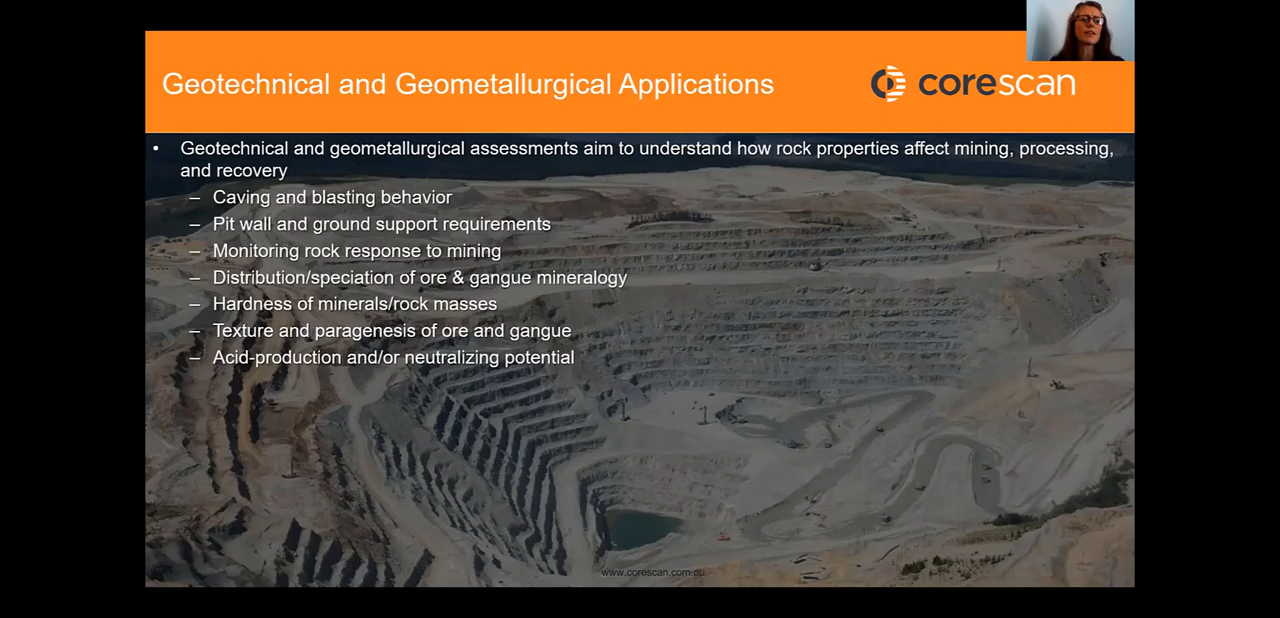 Geotechnical and Geometallurgical Applications
corescan
• Geotechnical and geometallurgical assessments aim to understand how rock properties affect mining, processing,
and recovery
– Caving and blasting behavior
– Pit wall and ground support requirements
– Monitoring rock response to mining
– Distribution/speciation of ore & gangue mineralogy
– Hardness of minerals/rock masses
– Texture and paragenesis of ore and gangue
– Acid-production and/or neutralizing potential
www.corescan.com.au